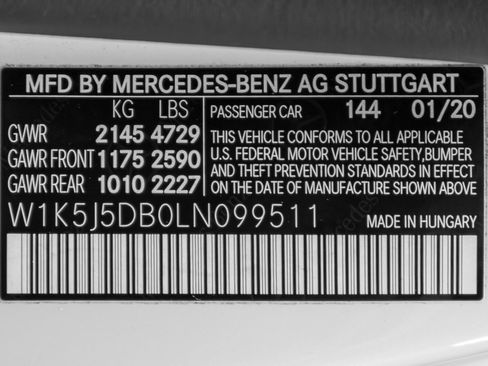 MFD BY MERCEDES-BENZ AG STUTTGART
KG LBS
GWR 2145 4729
GAWR FRONT 1175 2590
GAWR REAR 1010 2227
PASSENGER CAR 144 01/20
THIS VEHICLE CONFORMS TO ALL APPLICABLE
U.S. FEDERAL MOTOR VEHICLE SAFETY,BUMPER
AND THEFT PREVENTION STANDARDS IN EFFECT
ON THE DATE OF MANUFACTURE SHOWN ABOVE
W1K5J5DB0LN099511
MADE IN HUNGARY